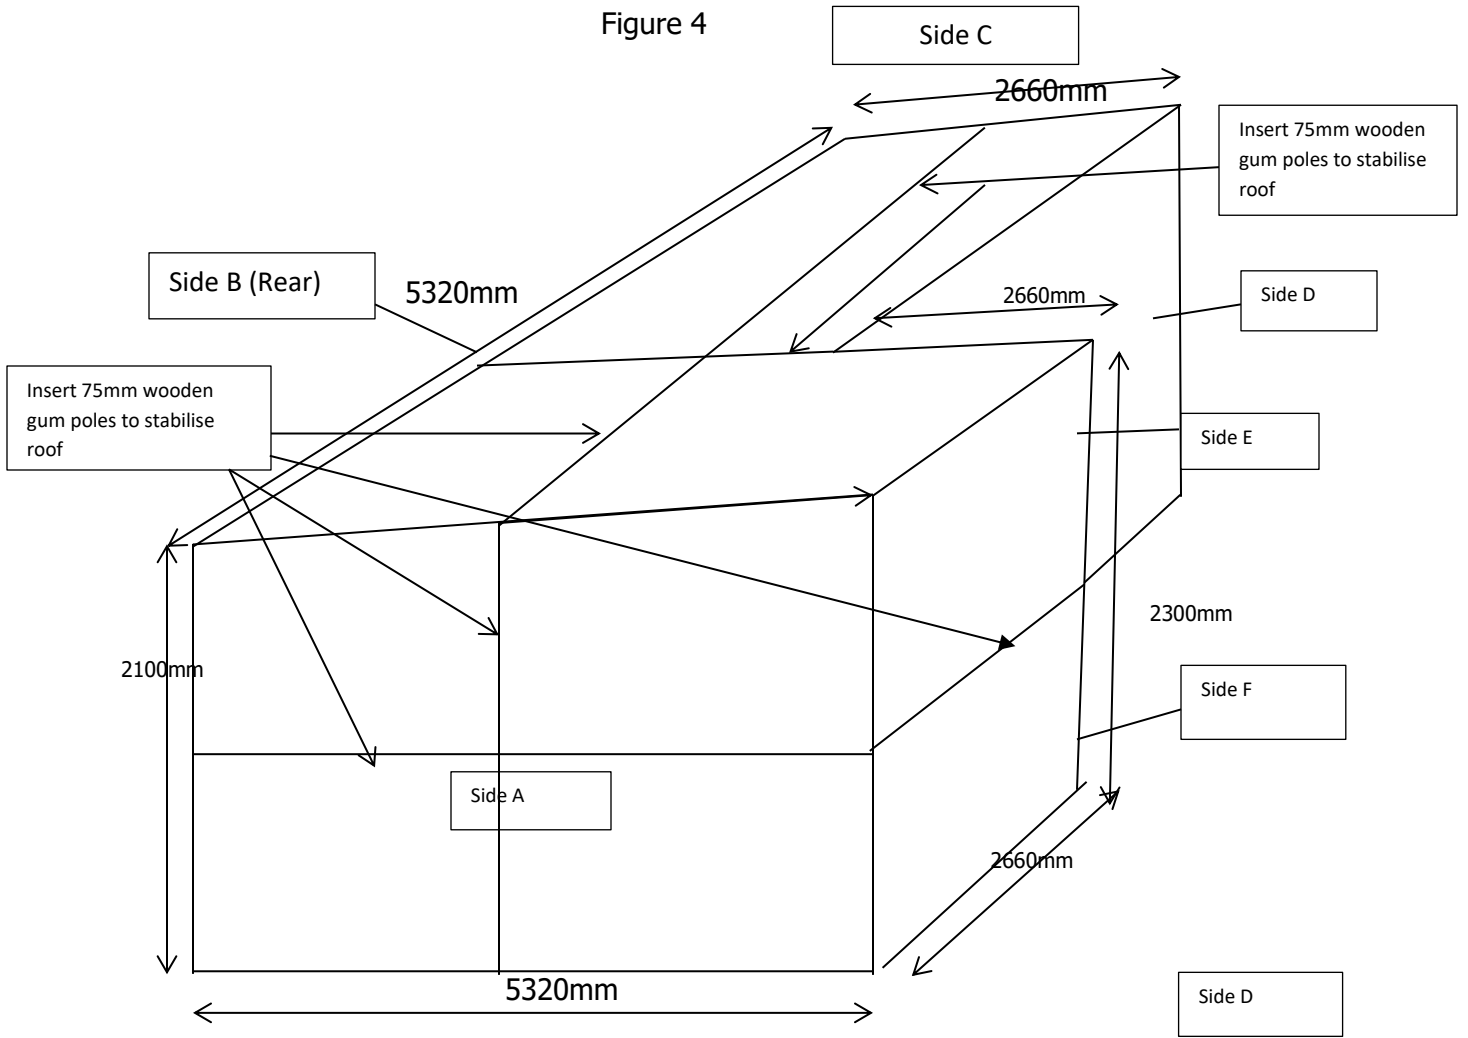 Figure 4
Side C
2660mm
Insert 75mm wooden
gum poles to stabilise
roof
Side B (Rear)
5320mm
2660mm
Side D
Insert 75mm wooden
gum poles to stabilise
roof
Side E
2300mm
2100mm
Side F
Side A
2660mm
5320mm
Side D